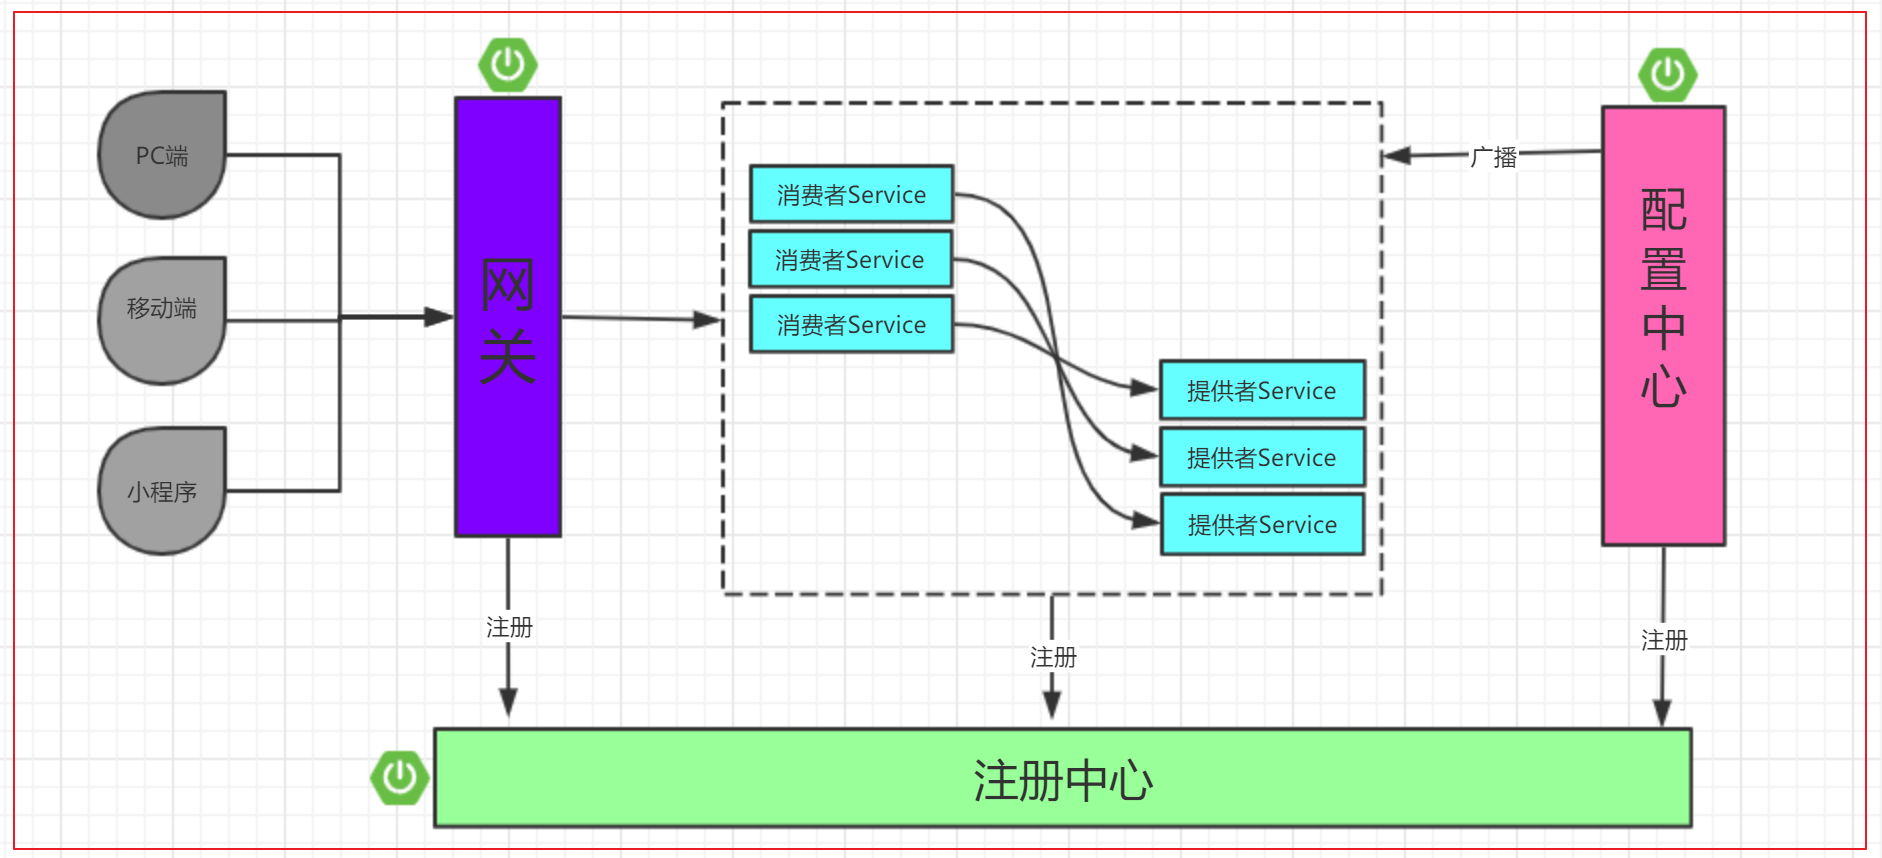 PC端
移动端
小程序
网
关
消费者Service
消费者Service
消费者Service
提供者Service
提供者Service
提供者Service
广播
配
置
中
心
注册
注册
注册
注册中心